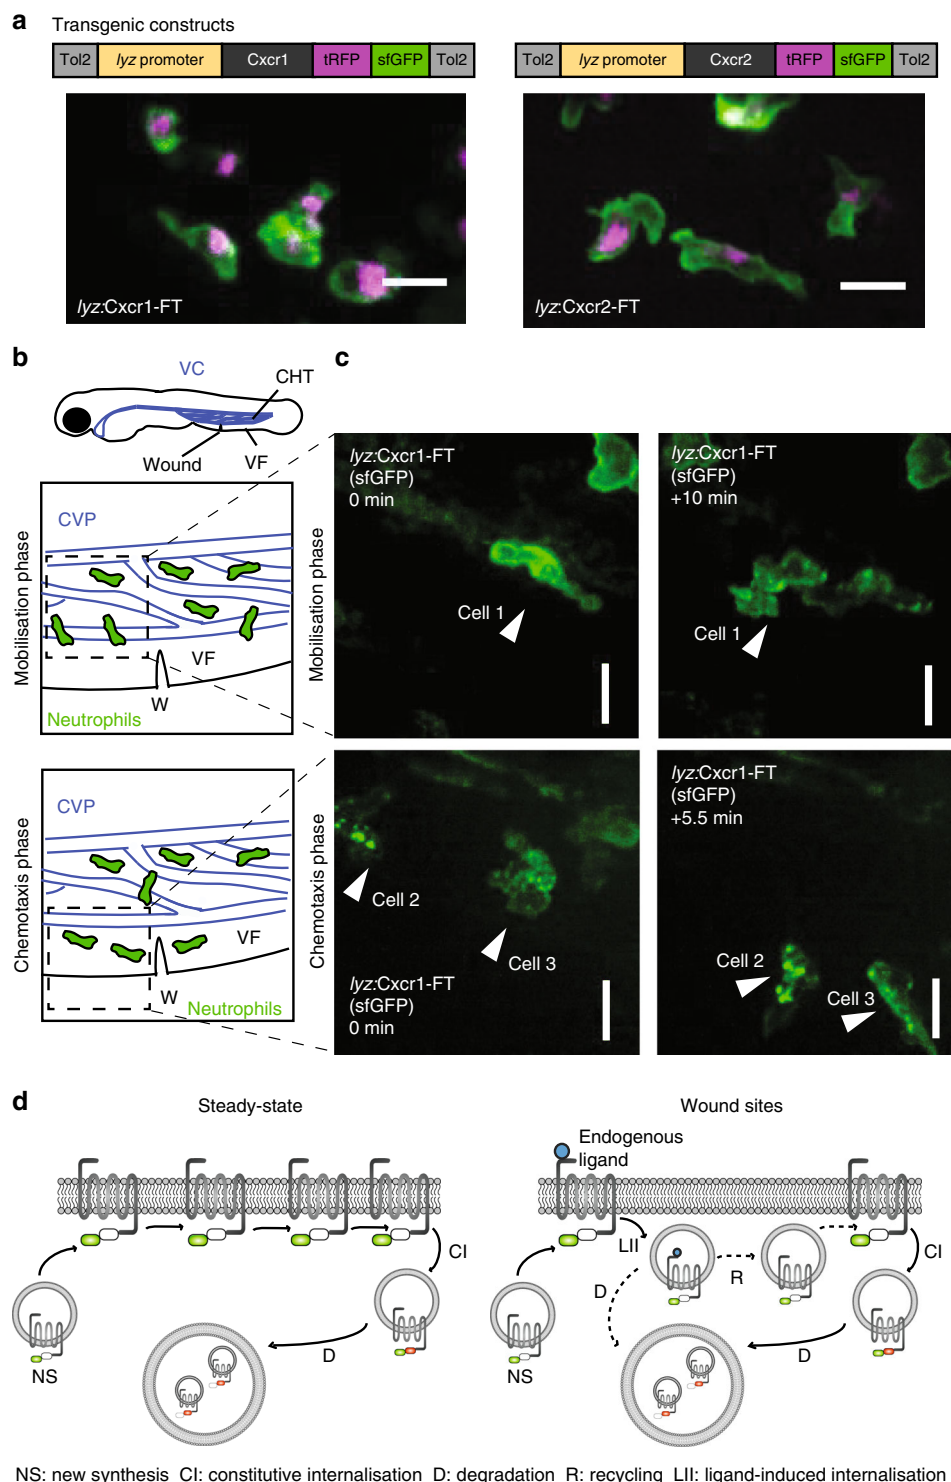 a
Transgenic constructs
Tol2 lyz promoter Cxcr1 tRFP sfGFP Tol2
Tol2 lyz promoter Cxcr2 tRFP sfGFP Tol2
lyz:Cxcr1-FT
lyz:Cxcr2-FT
b
VC
CHT
Wound
VF
Mobilisation phase
CVP
VF
W
Neutrophils
Chemotaxis phase
CVP
VF
W
Neutrophils
c
Mobilisation phase
lyz:Cxcr1-FT
(sfGFP)
0 min
Cell 1
lyz:Cxcr1-FT
(sfGFP)
+10 min
Cell 1
Chemotaxis phase
Cell 2
Cell 3
lyz:Cxcr1-FT
(sfGFP)
0 min
lyz:Cxcr1-FT
(sfGFP)
+5.5 min
Cell 2
Cell 3
d
Steady-state
CI
D
NS
Wound sites
Endogenous
ligand
LII
R
D
CI
D
NS
NS: new synthesis CI: constitutive internalisation D: degradation R: recycling LII: ligand-induced internalisation